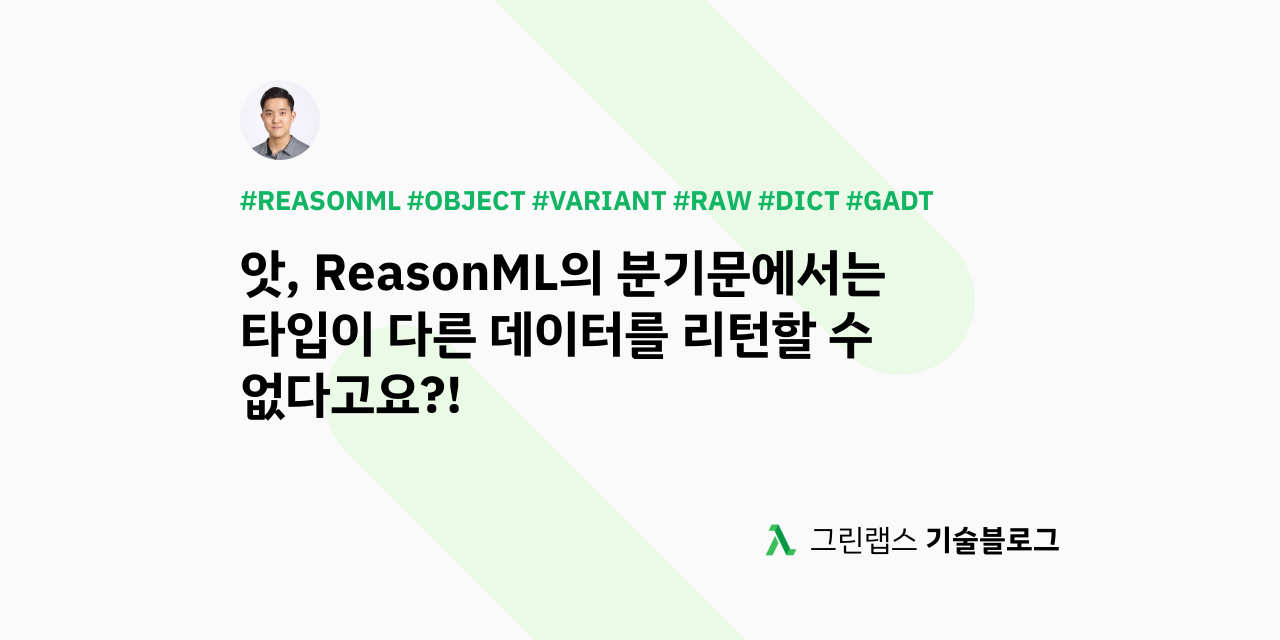 #REASONML #OBJECT #VARIANT #RAW #DICT #GADT
앗, ReasonML의 분기문에서는
타입이 다른 데이터를 리턴할 수
없다고요?!
그린랩스 기술블로그